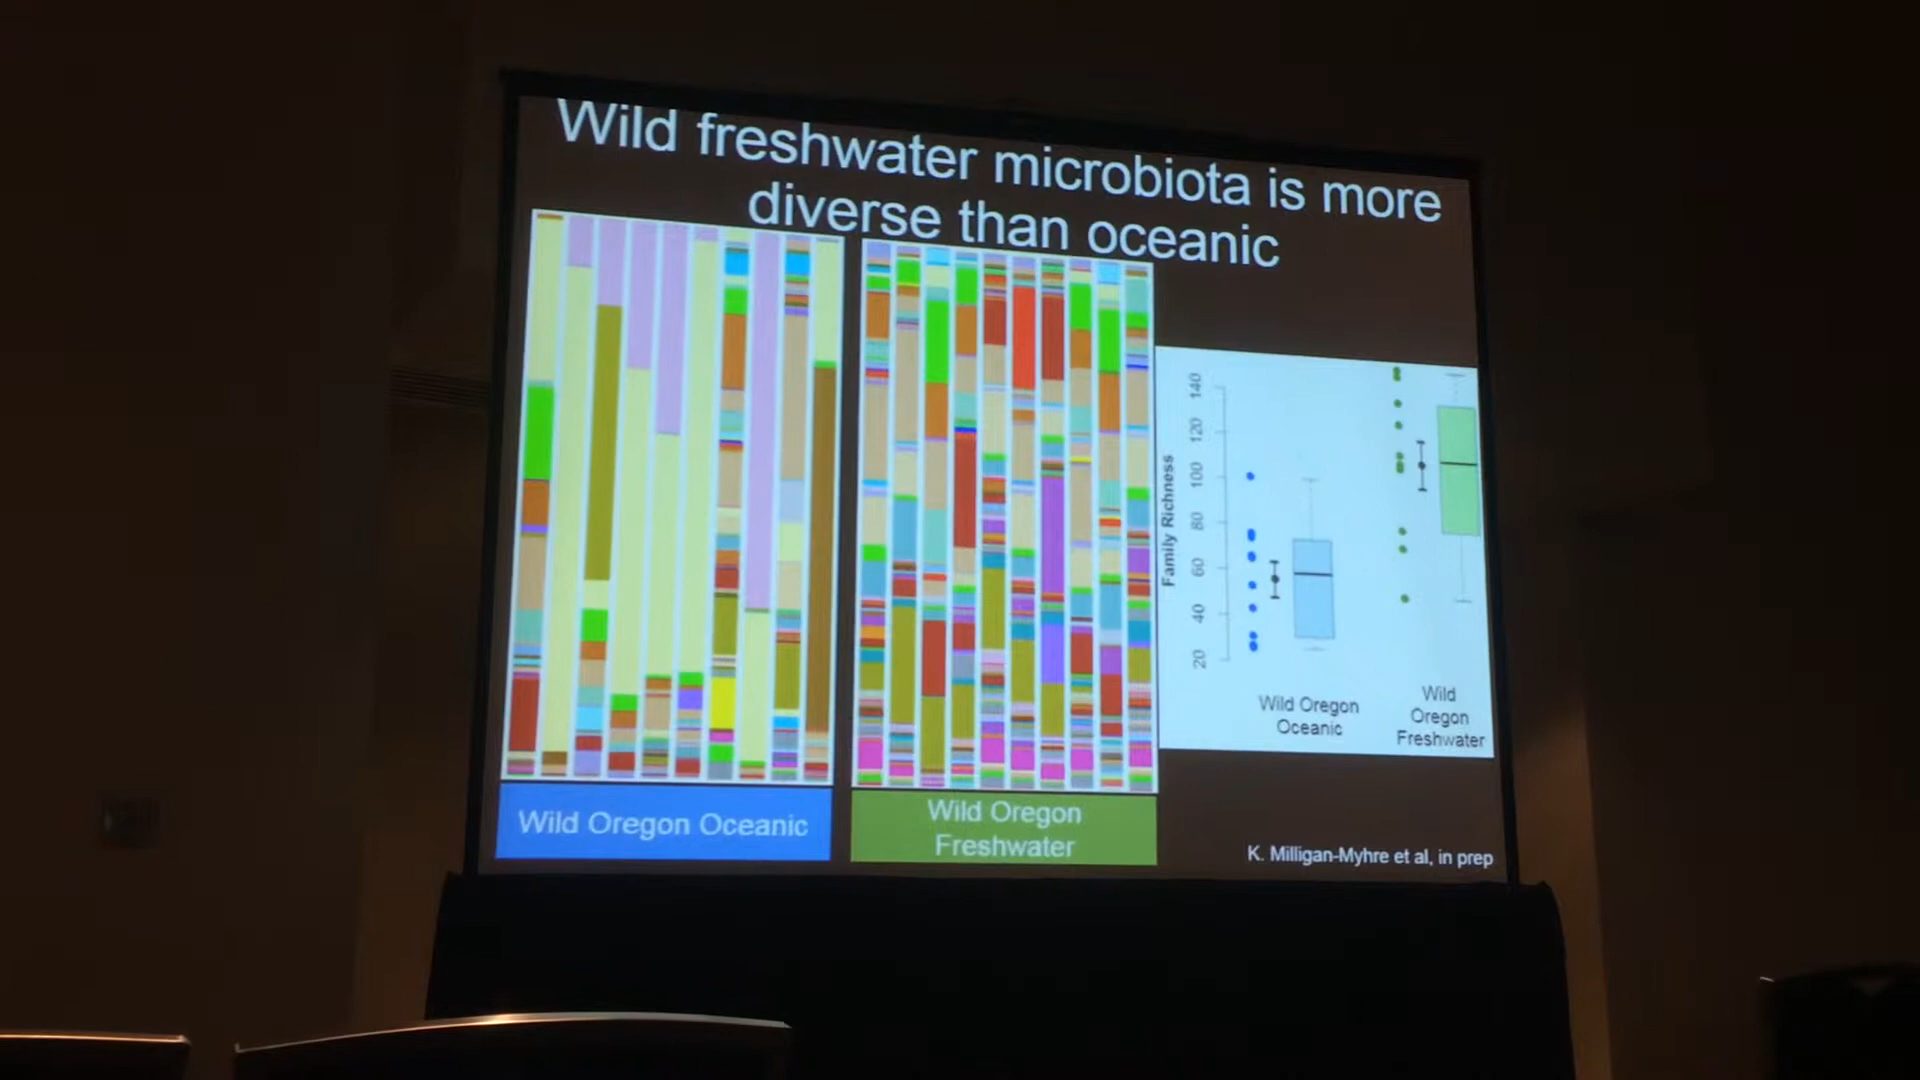 Wild freshwater microbiota is more
diverse than oceanic
Wild Oregon Oceanic
Wild Oregon
Freshwater
Family Richness
140
120
100
80
60
40
20
Wild Oregon
Oceanic
Wild
Oregon
Freshwater
K. Milligan-Myhre et al, in prep